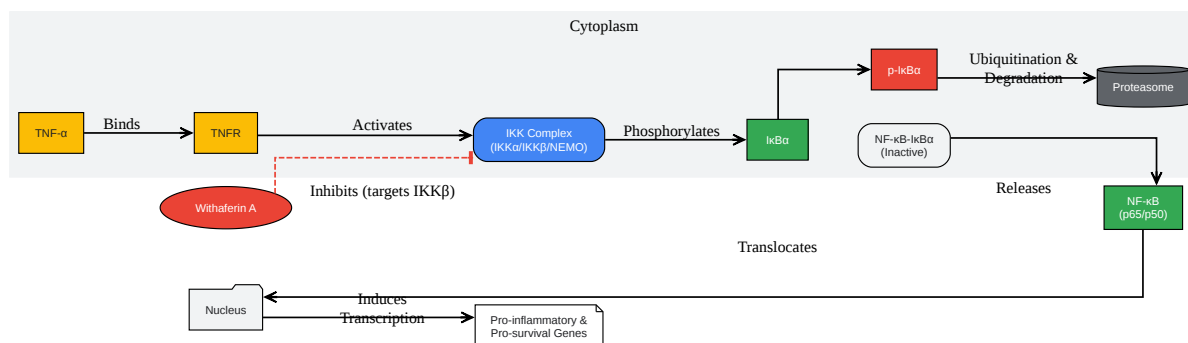 Cytoplasm
Ubiquitination &
Degradation
p-IκBα
Proteasome
TNF-α
Binds
TNFR
Activates
IKK Complex
(IKKα/IKKβ/NEMO)
Phosphorylates
IκBα
NF-κB-IκBα
(Inactive)
Inhibits (targets IKKβ)
Releases
Withaferin A
NF-κB
(p65/p50)
Translocates
Nucleus
Induces
Transcription
Pro-inflammatory &
Pro-survival Genes